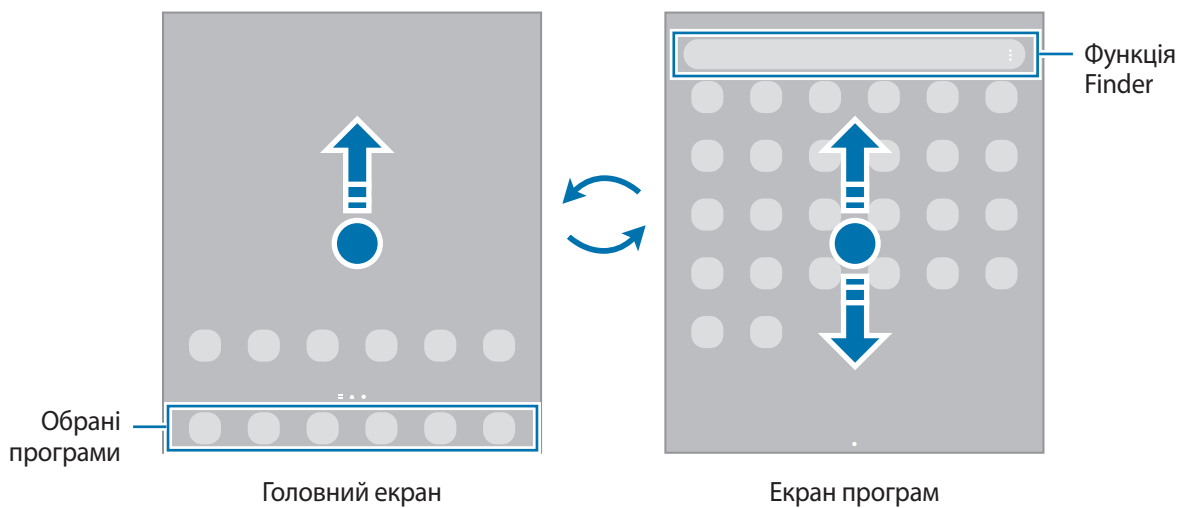 Функція
Finder
Обрані
програми
Головний екран
Екран програм